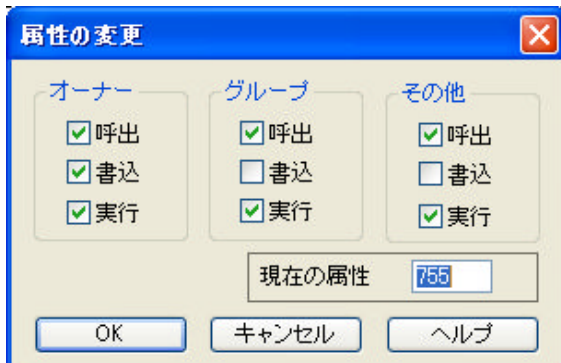 属性の変更
オーナー グループ その他
呼出 呼出 呼出
書込 書込 書込
実行 実行 実行
現在の属性 755
OK キャンセル ヘルプ